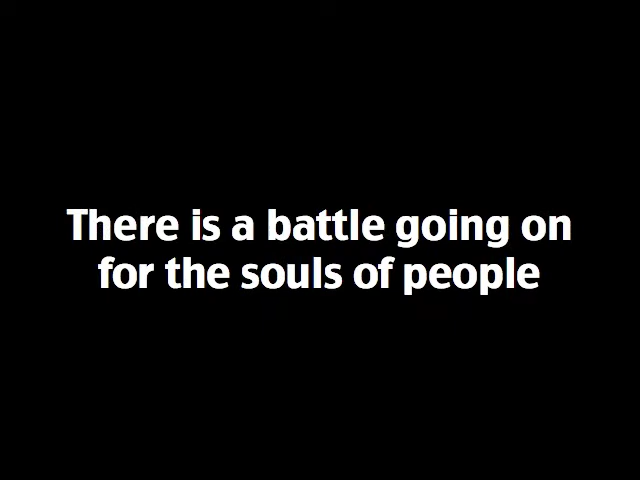 There is a battle going on
for the souls of people